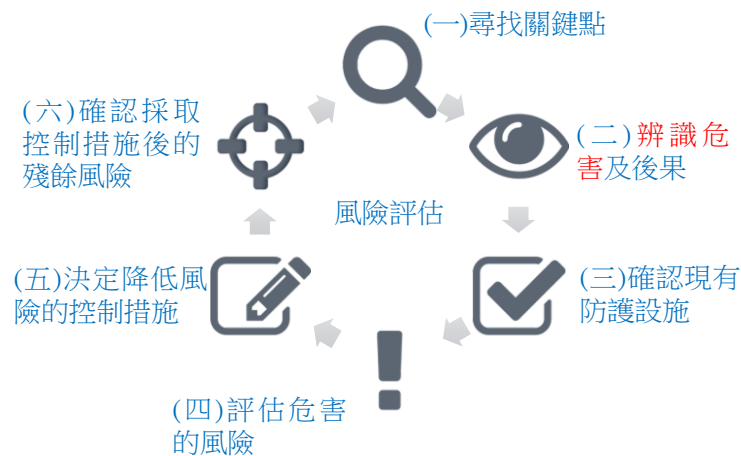 (一)尋找關鍵點
(二)辨識危
害及後果
(三)確認現有
防護設施
(四)評估危害
的風險
(五)決定降低風
險的控制措施
(六)確認採取
控制措施後的
殘餘風險
風險評估